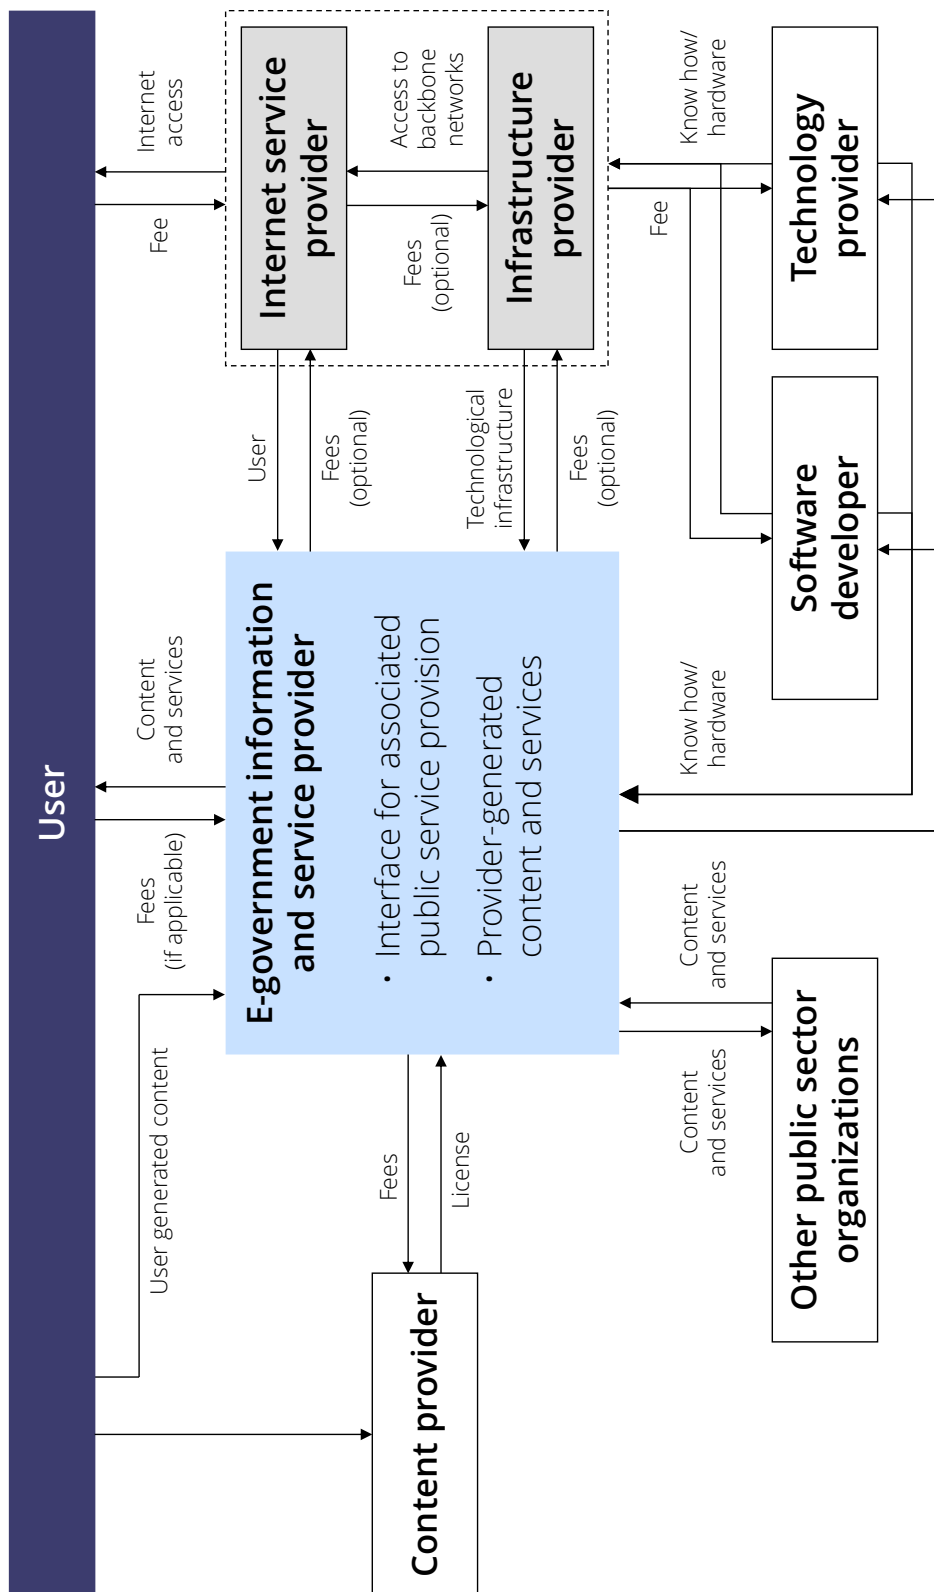 User
User generated content
Fees
(if applicable)
Content
and services
Fee
Internet
access
Content provider
Fees
License
E-government information
and service provider
• Interface for associated
public service provision
• Provider-generated
content and services
User
Fees
(optional)
Technological
infrastructure
Fees
(optional)
Internet service
provider
Fees
(optional)
Access to
backbone
networks
Infrastructure
provider
Content
and services
Content
and services
Know how/
hardware
Fee
Know how/
hardware
Other public sector
organizations
Software
developer
Technology
provider